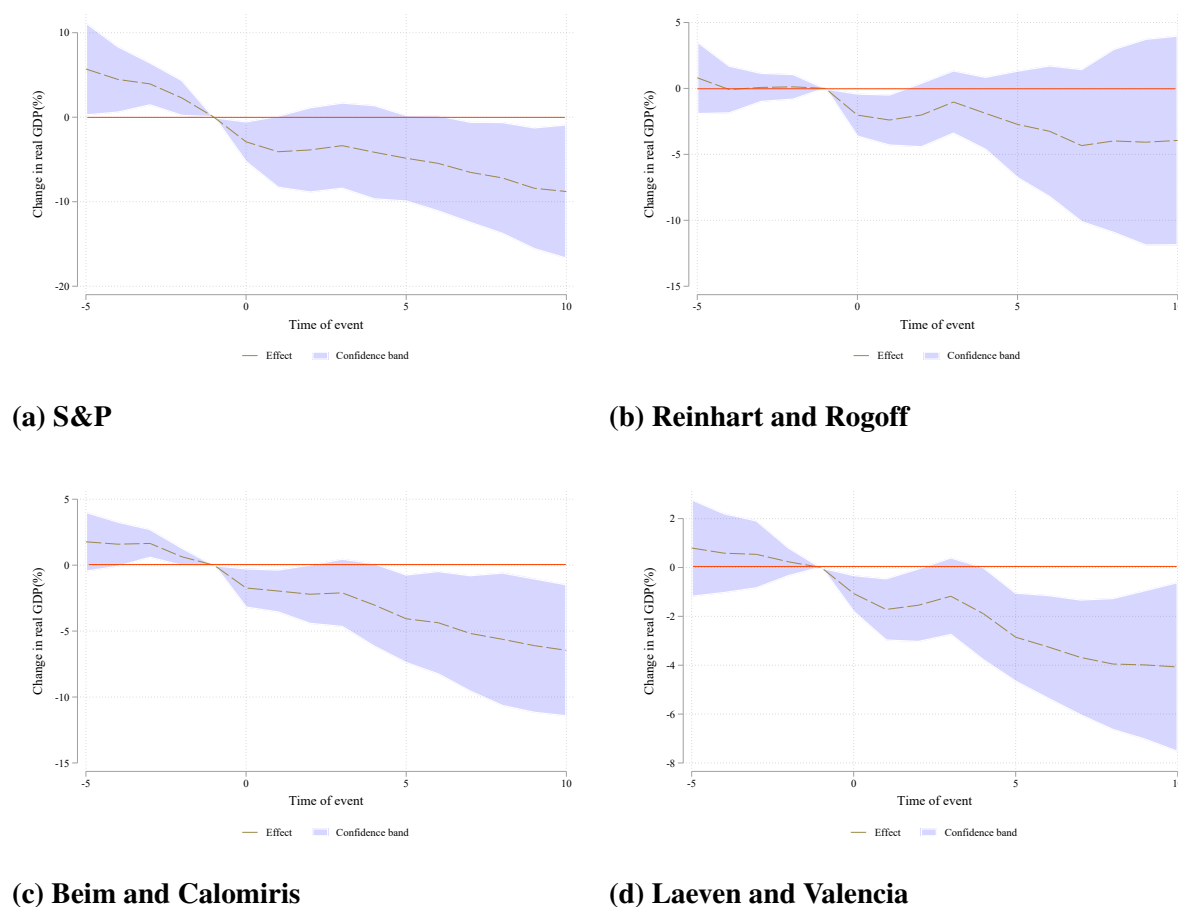 10
0
-10
-20
Change in real GDP(%)
-5
0
5
10
Time of event
Effect
Confidence band
(a) S&P
5
0
-5
-10
-15
Change in real GDP(%)
-5
0
5
10
Time of event
Effect
Confidence band
(b) Reinhart and Rogoff
5
0
-5
-10
-15
Change in real GDP(%)
-5
0
5
10
Time of event
Effect
Confidence band
(c) Beim and Calomiris
2
0
-2
-4
-6
-8
Change in real GDP(%)
-5
0
5
Time of event
Effect
Confidence band
(d) Laeven and Valencia